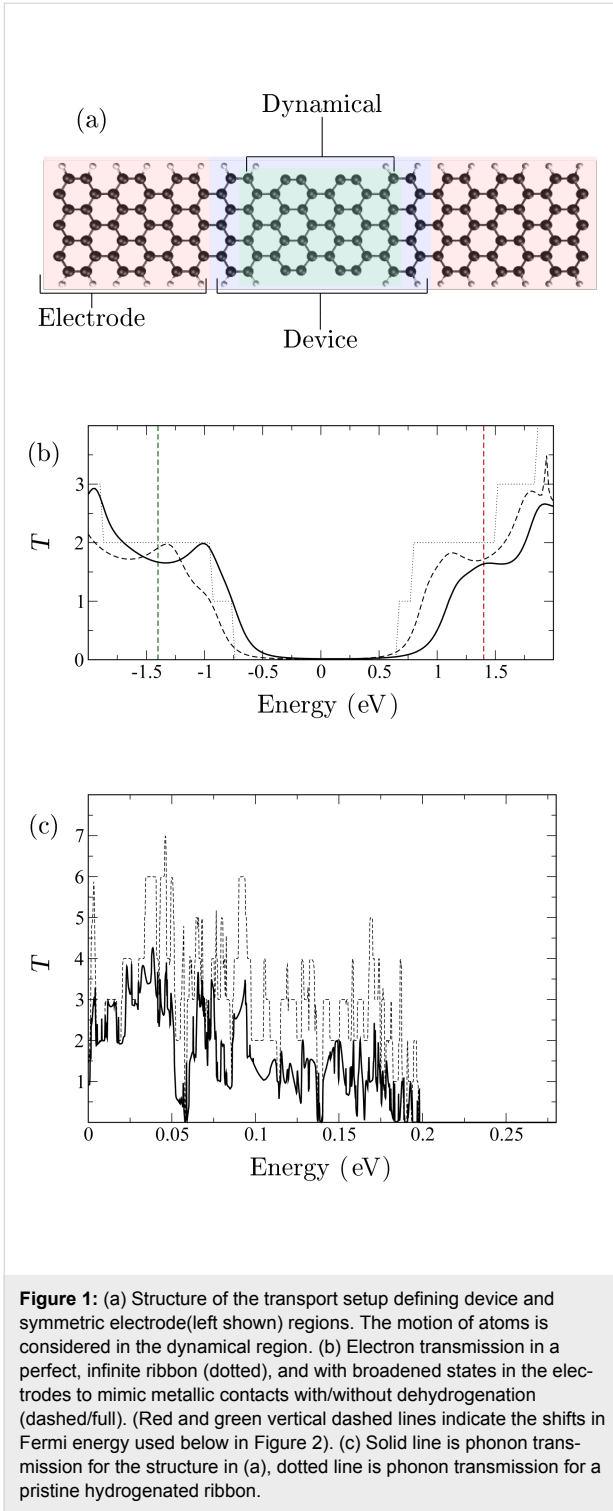 Dynamical
(a)
Electrode
Device
(b)
3
2
1
0
T
-1.5 -1 -0.5 0 0.5 1 1.5
Energy (eV)
(c)
7
6
5
4
3
2
1
T
0 0.05 0.1 0.15 0.2 0.25
Energy (eV)
Figure 1: (a) Structure of the transport setup defining device and
symmetric electrode(left shown) regions. The motion of atoms is
considered in the dynamical region. (b) Electron transmission in a
perfect, infinite ribbon (dotted), and with broadened states in the elec-
trodes to mimic metallic contacts with/without dehydrogenation
(dashed/full). (Red and green vertical dashed lines indicate the shifts in
Fermi energy used below in Figure 2). (c) Solid line is phonon trans-
mission for the structure in (a), dotted line is phonon transmission for a
pristine hydrogenated ribbon.